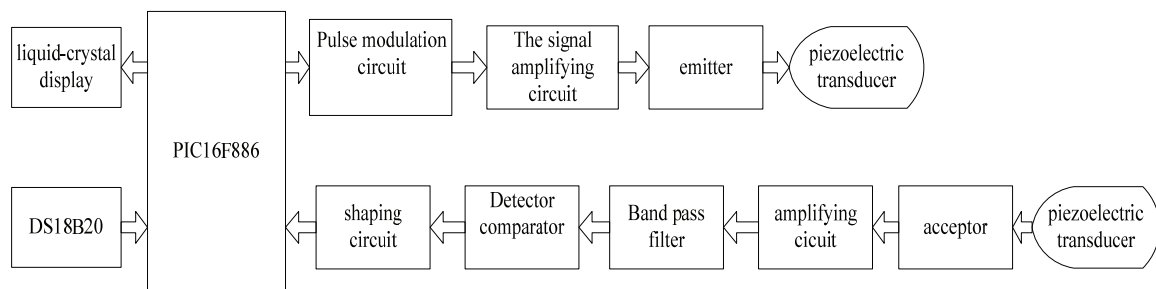 liquid-crystal
display
PIC16F886
Pulse modulation
circuit
The signal
amplifying
circuit
emitter
piezoelectric
transducer
DS18B20
shaping
circuit
Detector
comparator
Band pass
filter
amplifying
cicuit
acceptor
piezoelectric
transducer